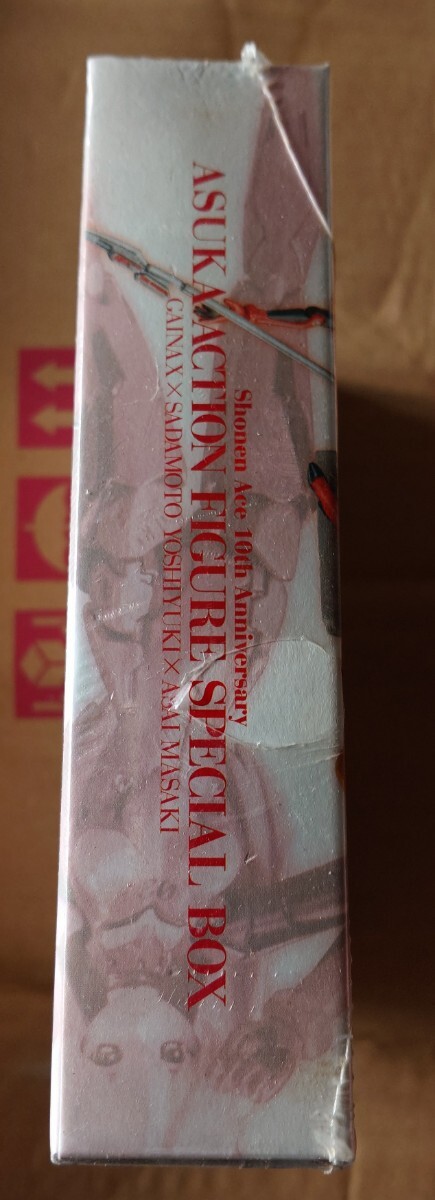 Shonen Ace 10th Anniversary
ASUKA ACTION FIGURE SPECIAL BOX
GAINAX × SADAMOTO YOSHIYUKI × ASAI MASAKI